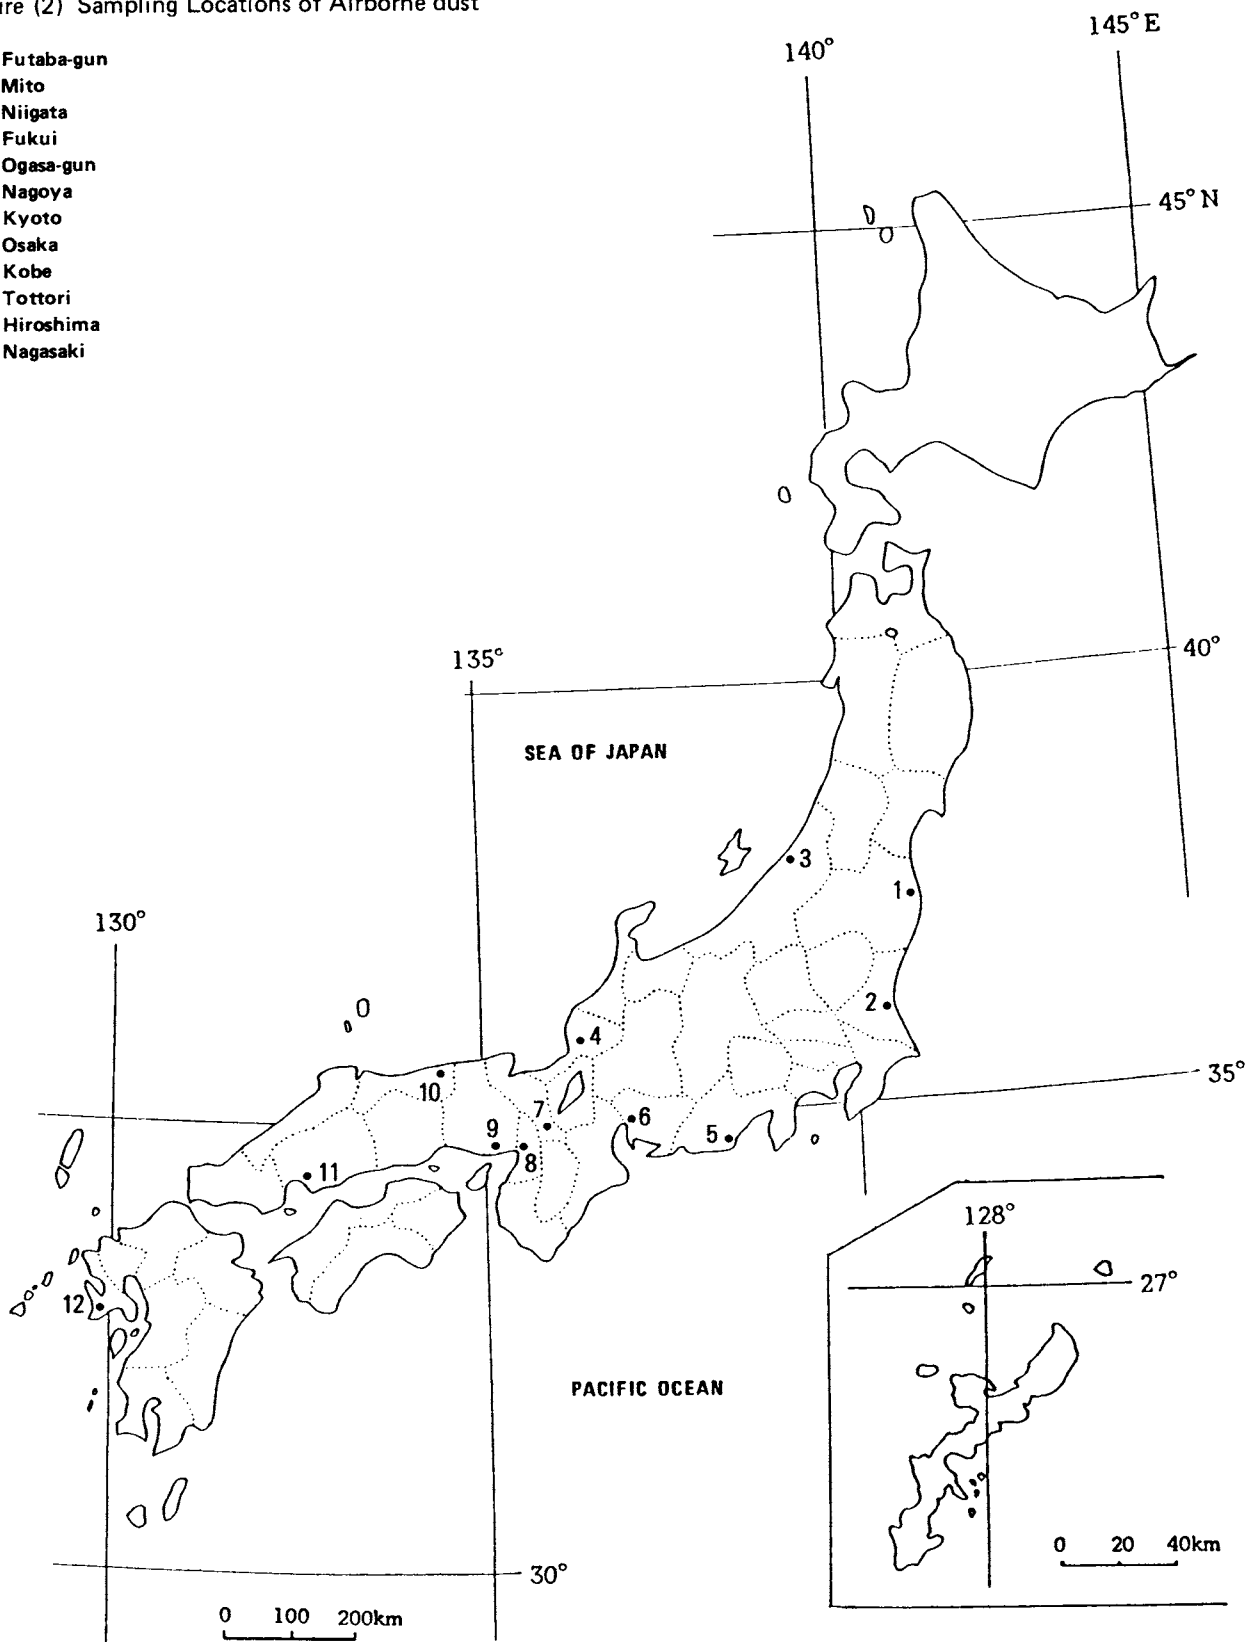 ire (2) Sampling Locations of Airborne dust
Futaba-gun
Mito
Niigata
Fukui
Ogasa-gun
Nagoya
Kyoto
Osaka
Kobe
Tottori
Hiroshima
Nagasaki
145° E
140°
45° N
135°
40°
SEA OF JAPAN
3
1
130°
2
4
35°
10
7
6
9
5
8
11
128°
27°
12
PACIFIC OCEAN
0 20 40km
30°
0 100 200km